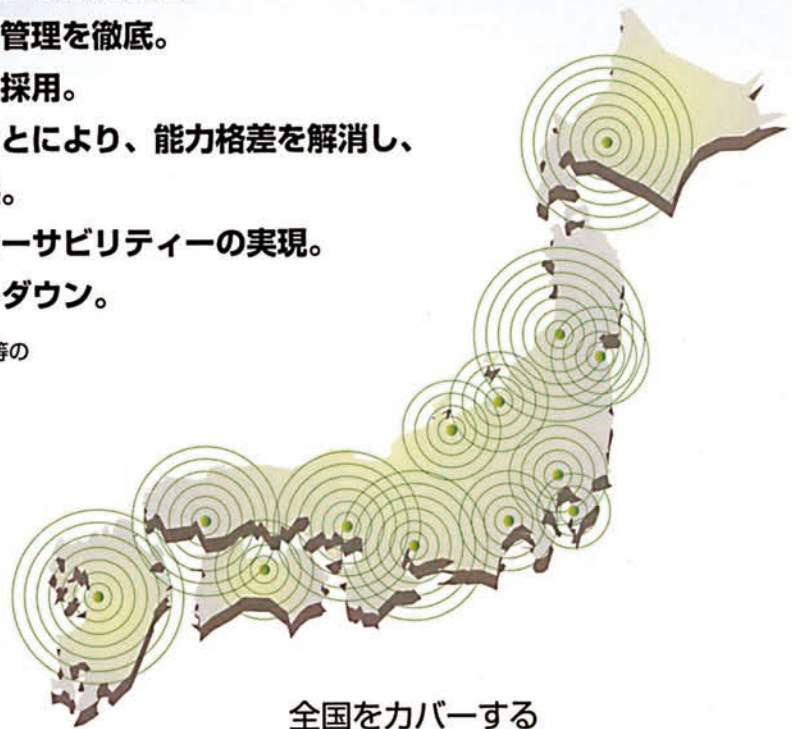 管理を徹底。
採用。
とにより、能力格差を解消し、
ーサビリティーの実現。
ダウン。
等の
全国をカバーする